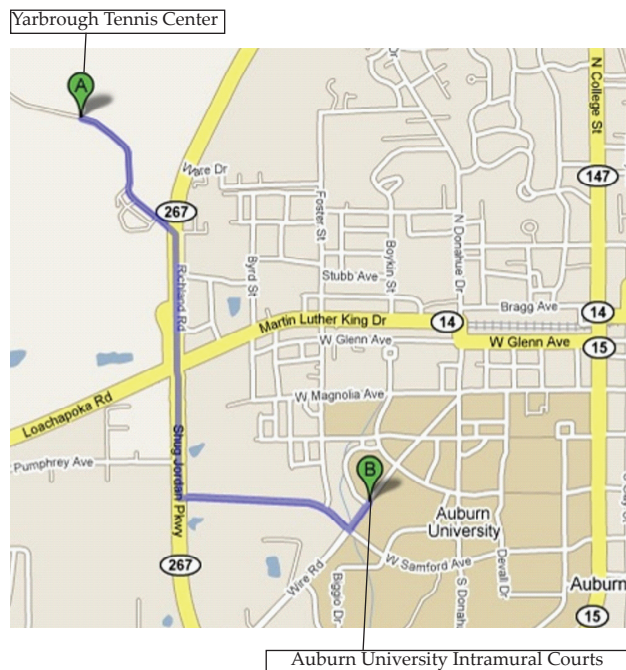 Yarbrough Tennis Center
A
N College St
147
Ware Dr
267
Foster St
Boykin St
N Donahue Dr
Byrd St
Richland Rd
Stubb Ave
Bragg Ave
14
Martin Luther King Dr
14
W Glenn Ave
W Glenn Ave
15
W Magnolia Ave
Loachapoka Rd
Shug Jordan Pkwy
Pumphrey Ave
B
Auburn
University
267
W Samford Ave
Wire Rd
Biggio Dr
S Donah
Devall Dr
Auburn
15
Auburn University Intramural Courts